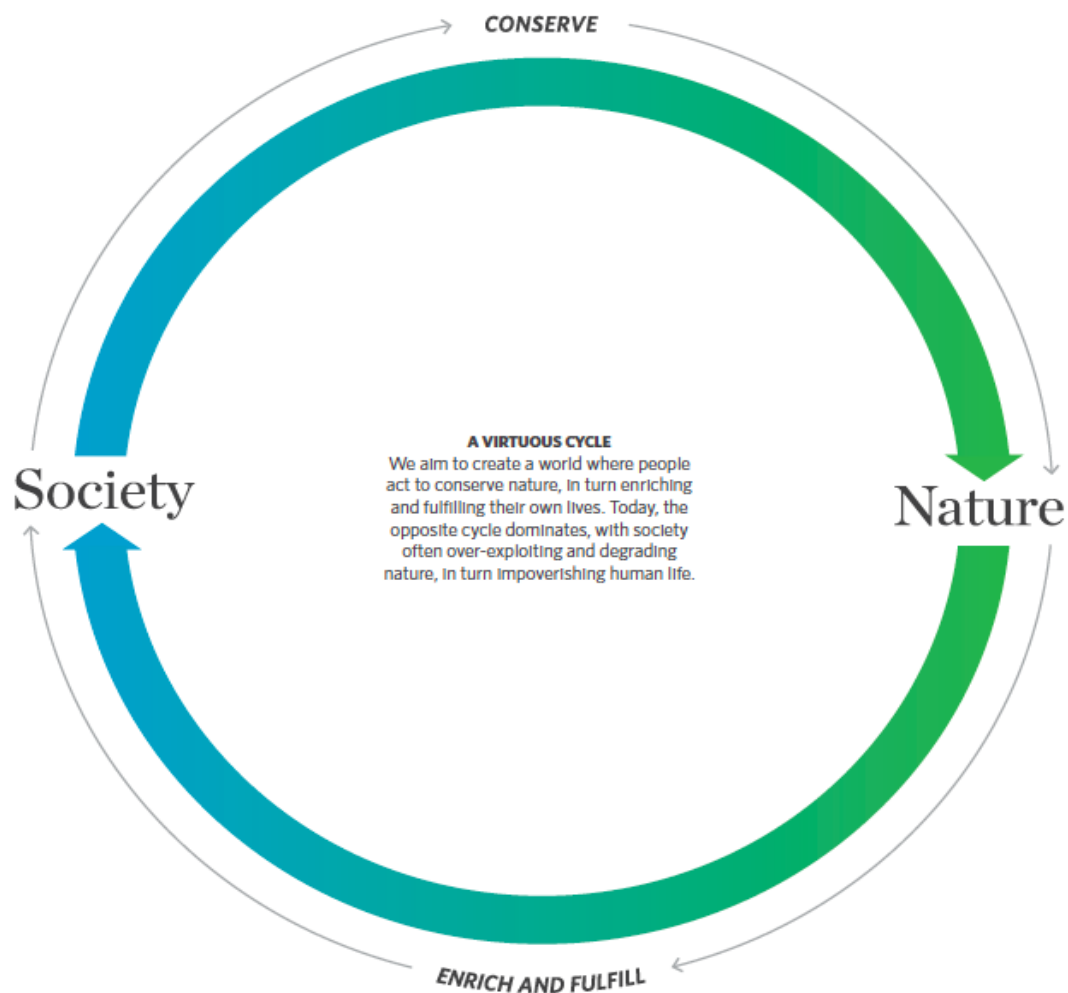 CONSERVE
A VIRTUOUS CYCLE
We aim to create a world where people
act to conserve nature, in turn enriching
and fulfilling their own lives. Today, the
opposite cycle dominates, with society
often over-exploiting and degrading
nature, in turn impoverishing human life.
Society
Nature
ENRICH AND FULFILL